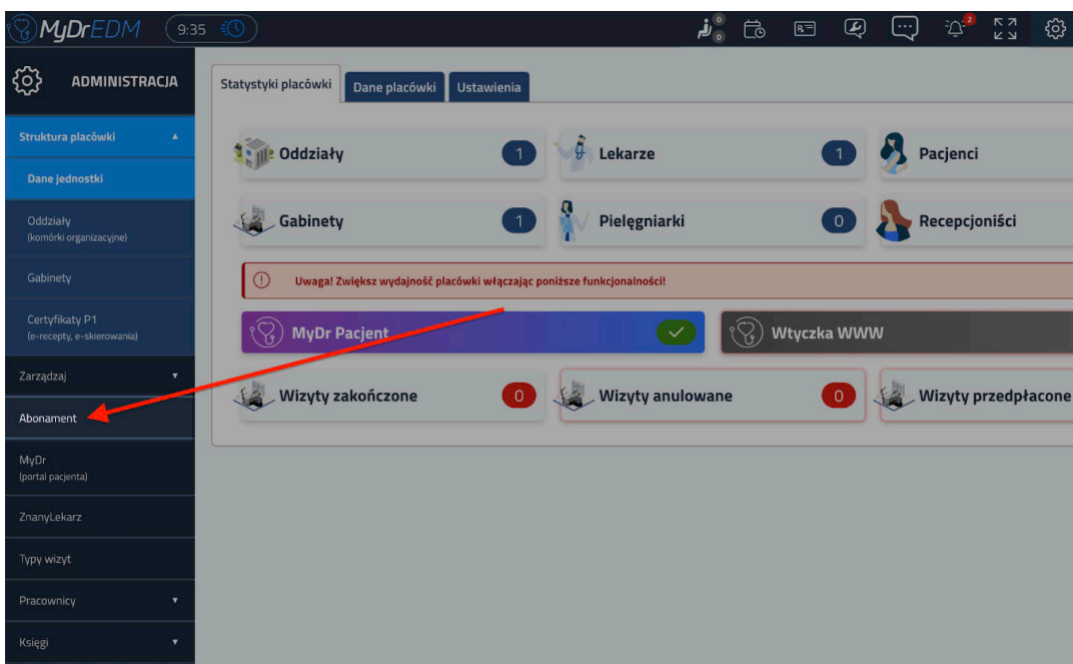 MyDrEDM
9:35
0
0
2
ADMINISTRACJA
Struktura placówki
Dane jednostki
Oddziały
(komórki organizacyjne)
Gabinety
Certyfikaty P1
(e-recepty, e-skierowania)
Zarządzaj
Abonament
MyDr
(portal pacjenta)
ZnanyLekarz
Typy wizyt
Pracownicy
Księgi
Statystyki placówki Dane placówki Ustawienia
Oddziały 1 Lekarze 1 Pacjenci
Gabinety 1 Pielęgniarki 0 Recepcjoniści
Uwaga! Zwiększ wydajność placówki włączając poniższe funkcjonalności!
MyDr Pacjent Wtyczka WWW
Wizyty zakończone 0 Wizyty anulowane 0 Wizyty przedpłacone